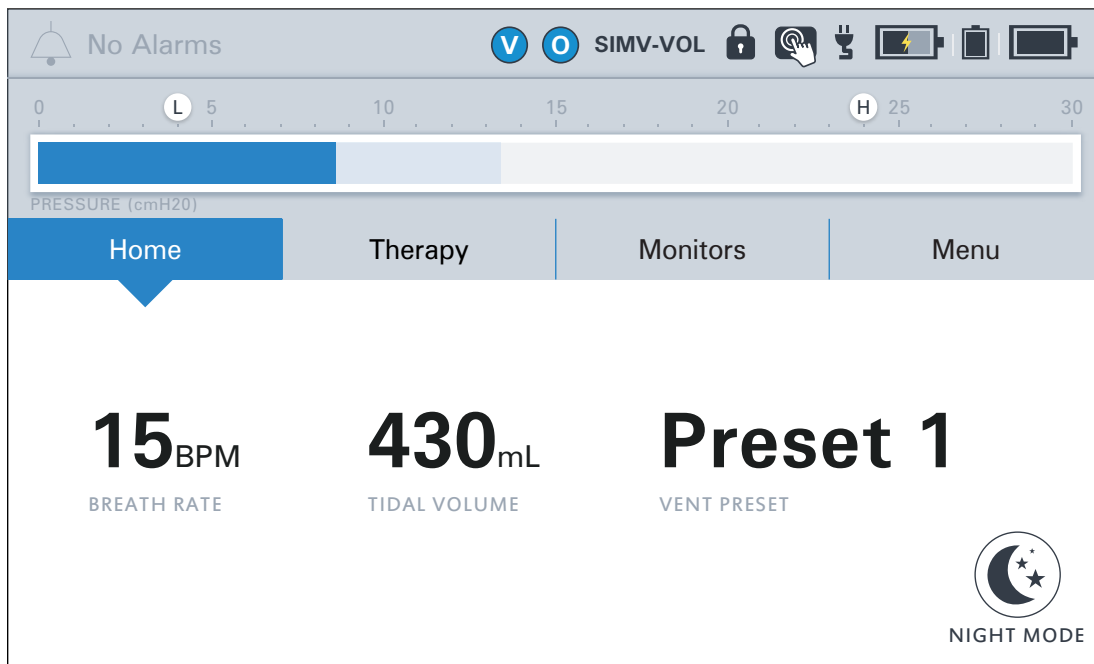 No Alarms V O SIMV-VOL
0 L 5 10 15 20 H 25 30
PRESSURE (cmH20)
Home Therapy Monitors Menu
15BPM 430mL Preset 1
BREATH RATE TIDAL VOLUME VENT PRESET
NIGHT MODE